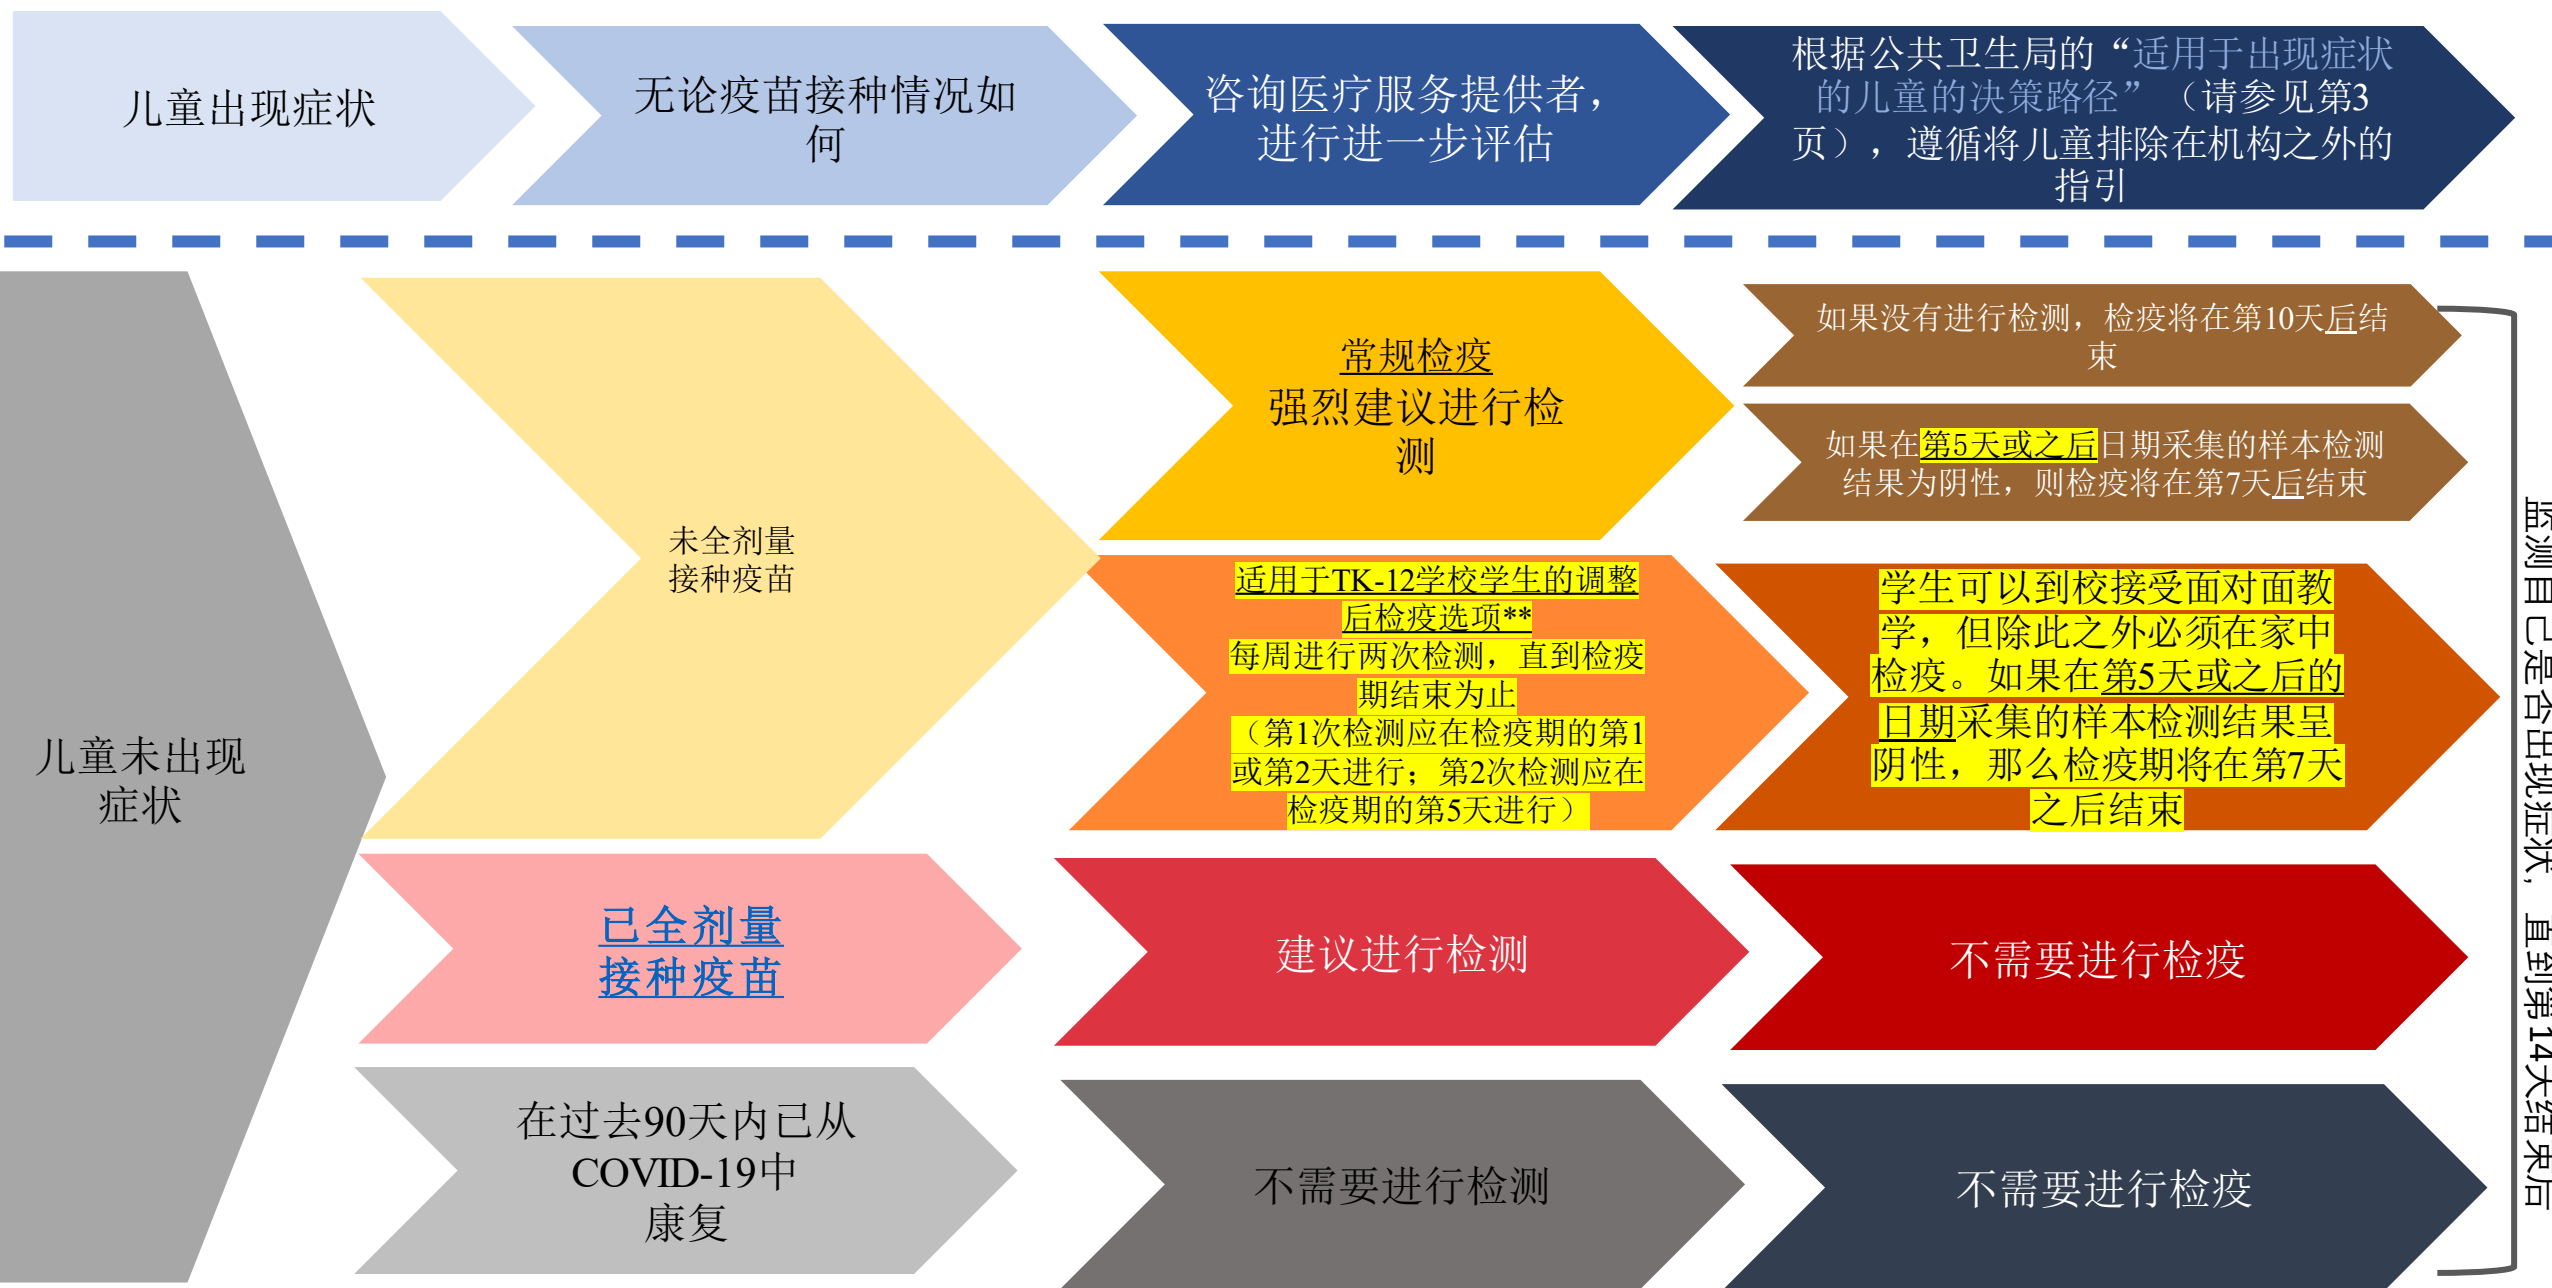 儿童出现症状
无论疫苗接种情况如
何
咨询医疗服务提供者，
进行进一步评估
根据公共卫生局的“适用于出现症状
的儿童的决策路径”（请参见第3
页），遵循将儿童排除在机构之外的
指引
儿童未出现
症状
未全剂量
接种疫苗
常规检疫
强烈建议进行检
测
如果没有进行检测，检疫将在第10天后结
束
如果在第5天或之后日期采集的样本检测
结果为阴性，则检疫将在第7天后结束
适用于TK-12学校学生的调整
后检疫选项**
每周进行两次检测，直到检疫
期结束为止
（第1次检测应在检疫期的第1
或第2天进行；第2次检测应在
检疫期的第5天进行）
学生可以到校接受面对面教
学，但除此之外必须在家中
检疫。如果在第5天或之后的
日期采集的样本检测结果呈
阴性，那么检疫期将在第7天
之后结束
已全剂量
接种疫苗
建议进行检测
不需要进行检疫
在过去90天内已从
COVID-19中
康复
不需要进行检测
不需要进行检疫
监测自己是否出现症状，直到第14天结束后